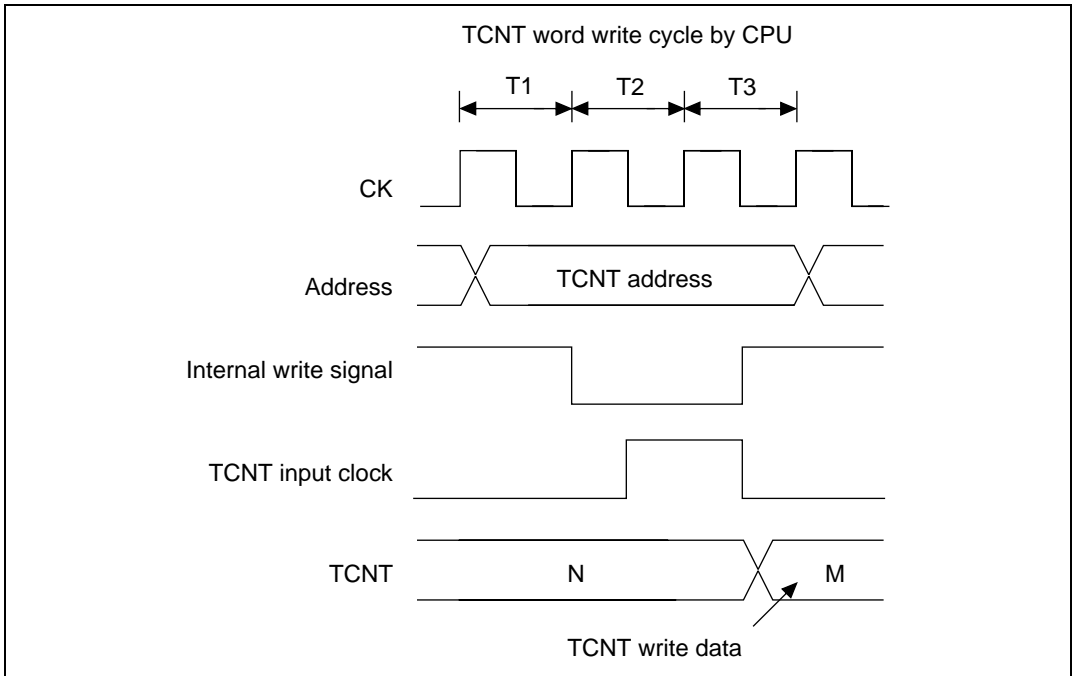 TCNT word write cycle by CPU
T1 T2 T3
CK
Address TCNT address
Internal write signal
TCNT input clock
TCNT N M
TCNT write data